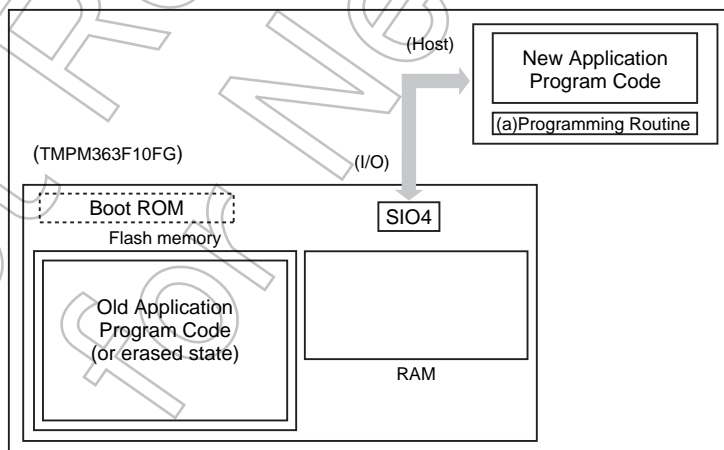 (Host)
New Application
Program Code
(a)Programming Routine
(TMPM363F10FG)
(I/O)
Boot ROM
SIO4
Flash memory
Old Application
Program Code
(or erased state)
RAM